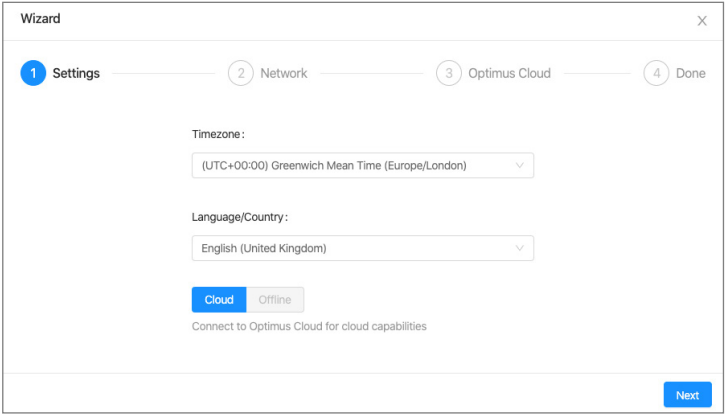 Wizard
1 Settings 2 Network 3 Optimus Cloud 4 Done
Timezone:
(UTC+00:00) Greenwich Mean Time (Europe/London)
Language/Country:
English (United Kingdom)
Cloud Offline
Connect to Optimus Cloud for cloud capabilities
Next